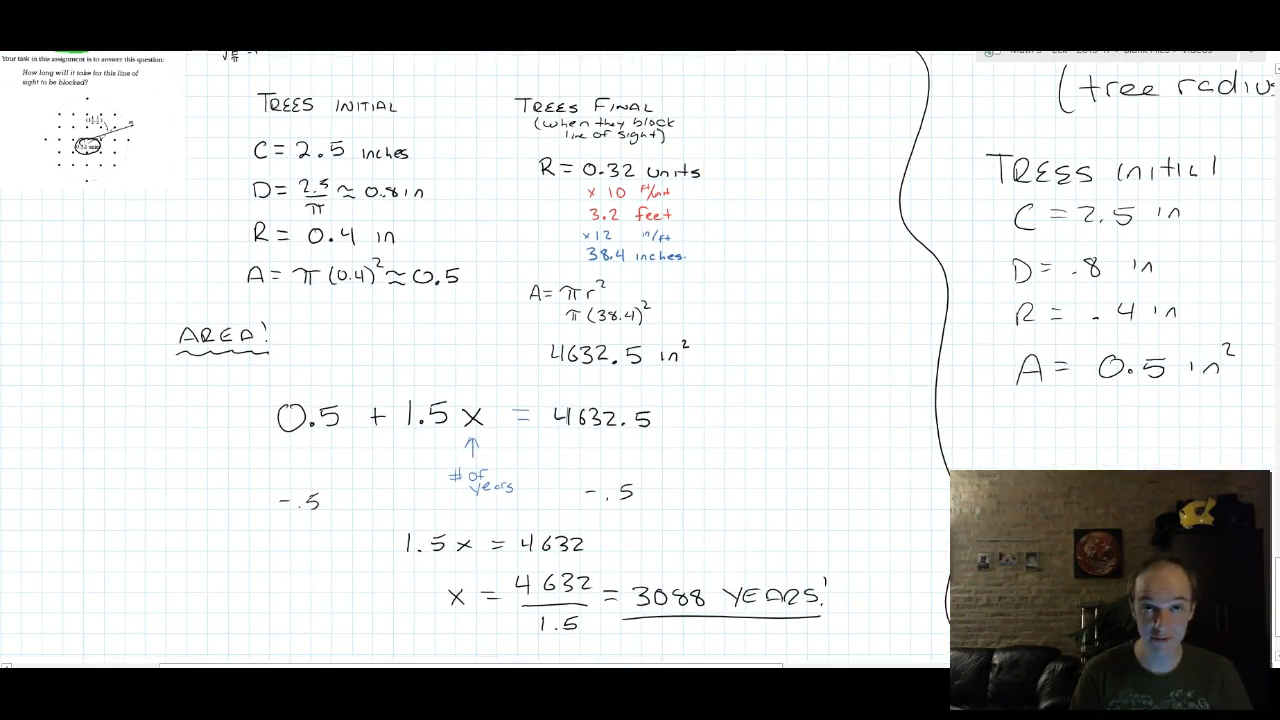 Your task in this assignment is to answer this question:
How long will it take for this line of
sight to be blocked?
TREES INITIAL
C = 2.5 inches
D = 2.5/π ≈ 0.8 in
R = 0.4 in
A = π(0.4)² ≈ 0.5
AREA!
TREES FINAL
(when they block
line of sight)
R = 0.32 units
x 10 ft/unit
3.2 feet
x 12 in/ft
38.4 inches.
A = πr²
π(38.4)²
4632.5 in²
0.5 + 1.5 x = 4632.5
↑
# of
years
-.5 -.5
1.5 x = 4632
x = 4632/1.5 = 3088 YEARS!
(tree radius
TREES INITIAL
C = 2.5 in
D = .8 in
R = .4 in
A = 0.5 in²